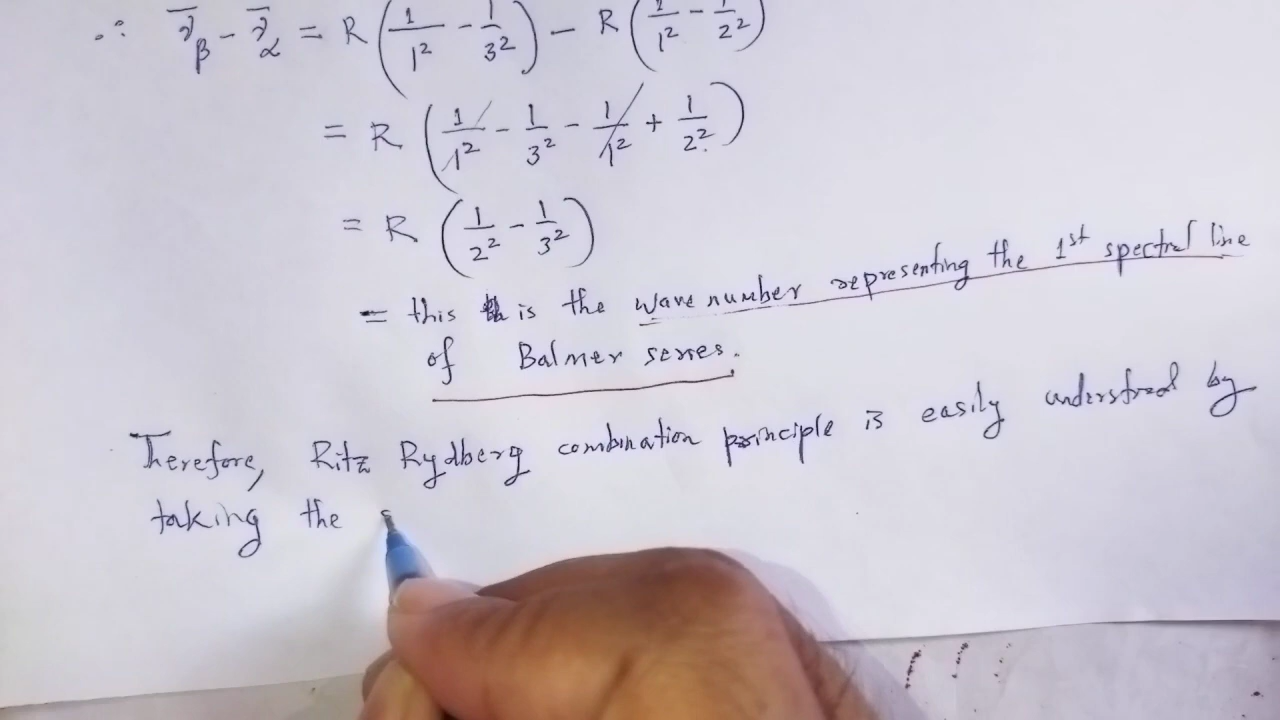 ∴ ν̄_β - ν̄_α = R(1/1² - 1/3²) - R(1/1² - 1/2²)
= R(1/1² - 1/3² - 1/1² + 1/2²)
= R(1/2² - 1/3²)
= this is the wave number representing the 1st spectral line
of Balmer series.
Therefore, Ritz Rydberg combination principle is easily understood by
taking the